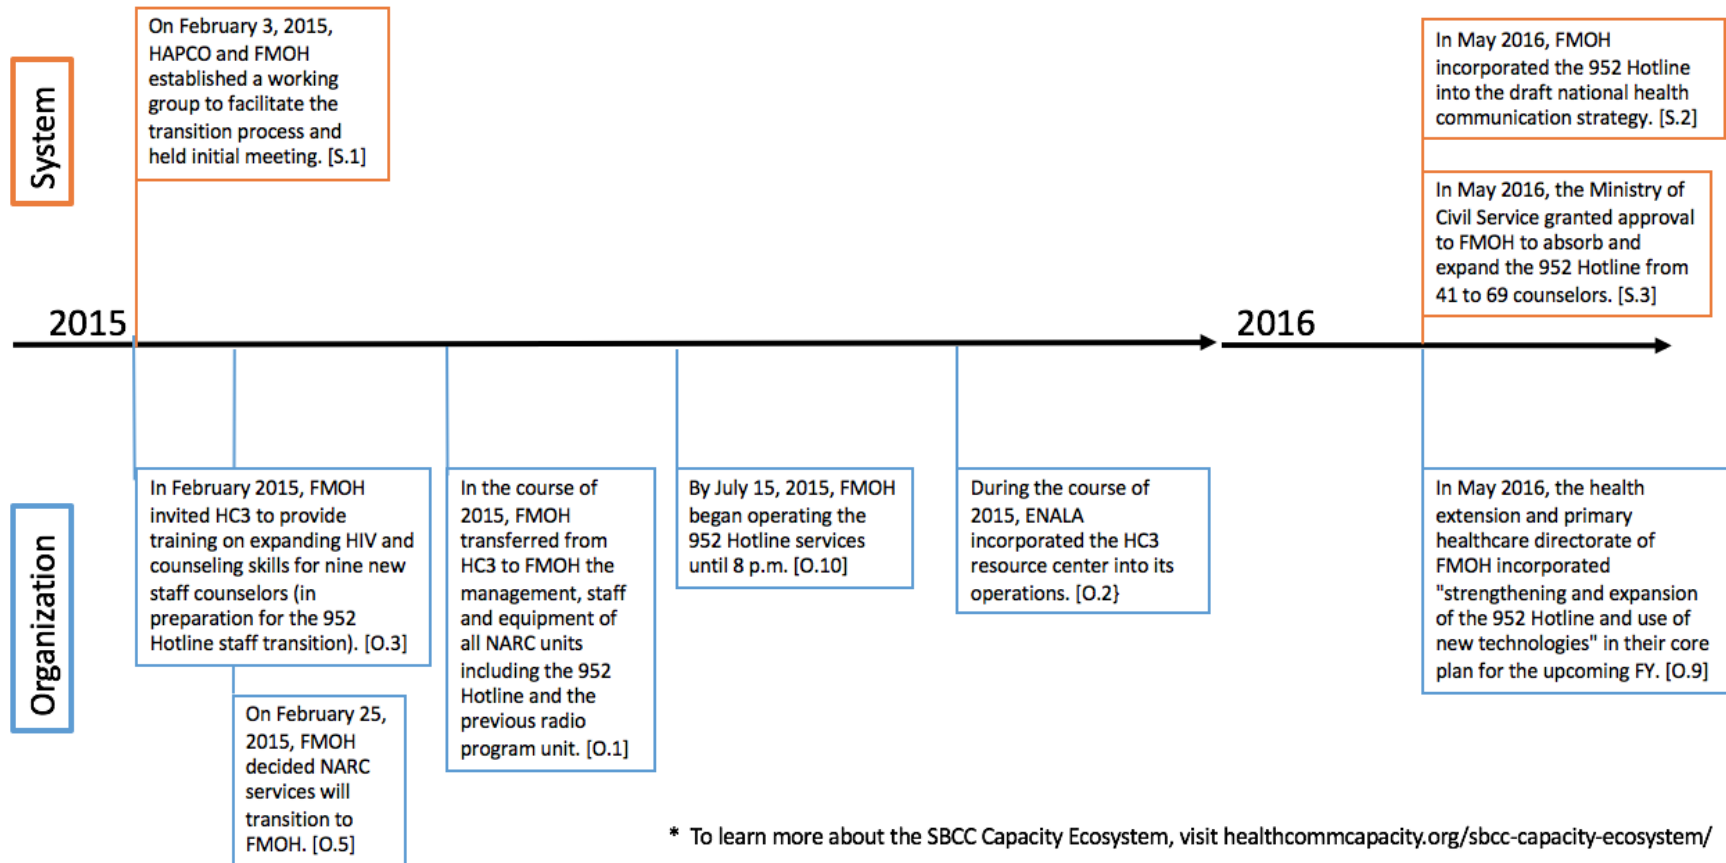 System
On February 3, 2015,
HAPCO and FMOH
established a working
group to facilitate the
transition process and
held initial meeting. [S.1]
In May 2016, FMOH
incorporated the 952 Hotline
into the draft national health
communication strategy. [S.2]
In May 2016, the Ministry of
Civil Service granted approval
to FMOH to absorb and
expand the 952 Hotline from
41 to 69 counselors. [S.3]
2015
2016
Organization
In February 2015, FMOH
invited HC3 to provide
training on expanding HIV and
counseling skills for nine new
staff counselors (in
preparation for the 952
Hotline staff transition). [O.3]
On February 25,
2015, FMOH
decided NARC
services will
transition to
FMOH. [O.5]
In the course of
2015, FMOH
transferred from
HC3 to FMOH the
management, staff
and equipment of
all NARC units
including the 952
Hotline and the
previous radio
program unit. [O.1]
By July 15, 2015, FMOH
began operating the
952 Hotline services
until 8 p.m. [O.10]
During the course of
2015, ENALA
incorporated the HC3
resource center into its
operations. [O.2}
In May 2016, the health
extension and primary
healthcare directorate of
FMOH incorporated
"strengthening and expansion
of the 952 Hotline and use of
new technologies" in their core
plan for the upcoming FY. [O.9]
* To learn more about the SBCC Capacity Ecosystem, visit healthcommcapacity.org/sbcc-capacity-ecosystem/